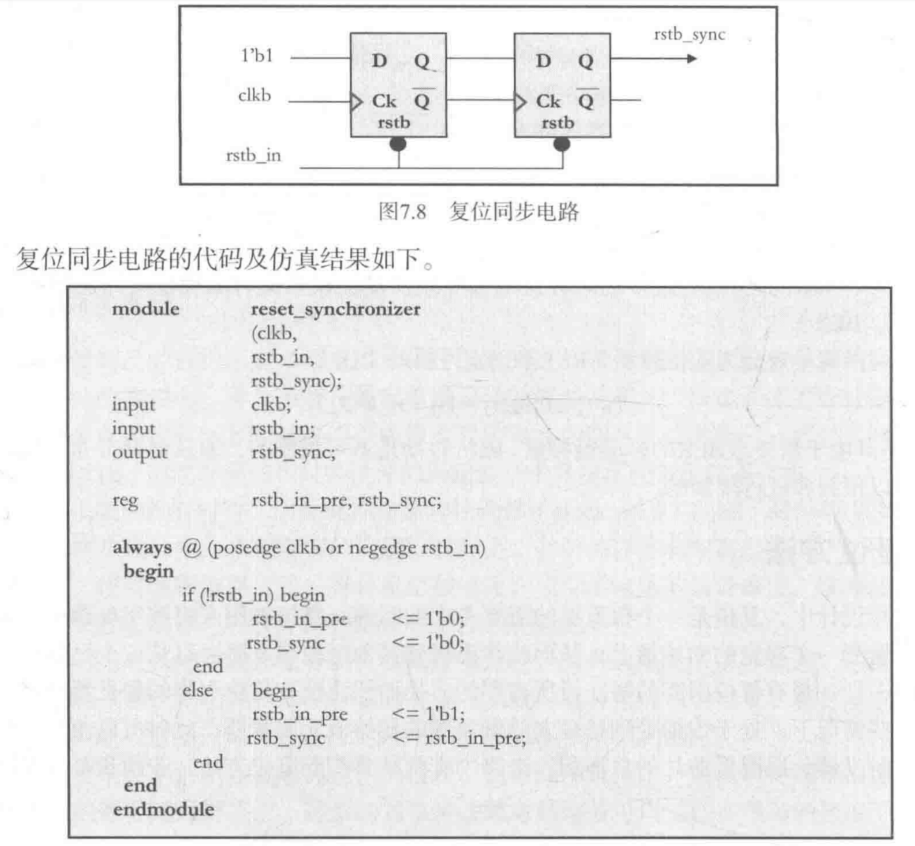 rstb_sync
1'b1
D Q
D Q
clkb
Ck Q
Ck Q
rstb
rstb
rstb_in
图7.8 复位同步电路
复位同步电路的代码及仿真结果如下。
module reset_synchronizer
(clkb,
rstb_in,
rstb_sync);
input clkb;
input rstb_in;
output rstb_sync;
reg rstb_in_pre, rstb_sync;
always @ (posedge clkb or negedge rstb_in)
begin
if (!rstb_in) begin
rstb_in_pre <= 1'b0;
rstb_sync <= 1'b0;
end
else begin
rstb_in_pre <= 1'b1;
rstb_sync <= rstb_in_pre;
end
end
endmodule